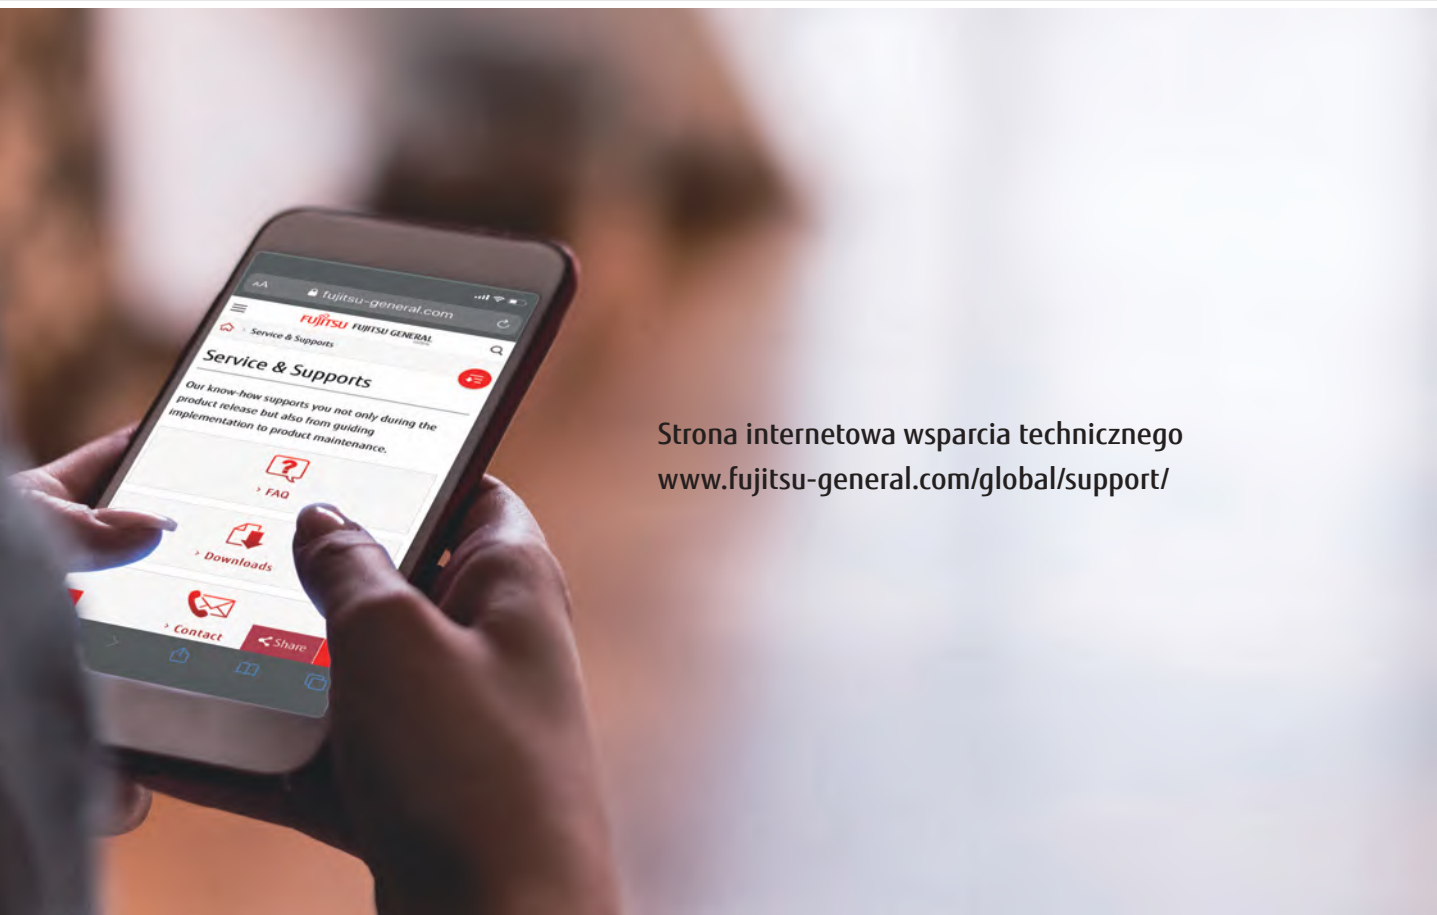 AA fujitsu-general.com
FUJITSU FUJITSU GENERAL
Service & Supports
Service & Supports
Our know-how supports you not only during the
product release but also from guiding
implementation to product maintenance.
> FAQ
> Downloads
> Contact
Share
Strona internetowa wsparcia technicznego
www.fujitsu-general.com/global/support/